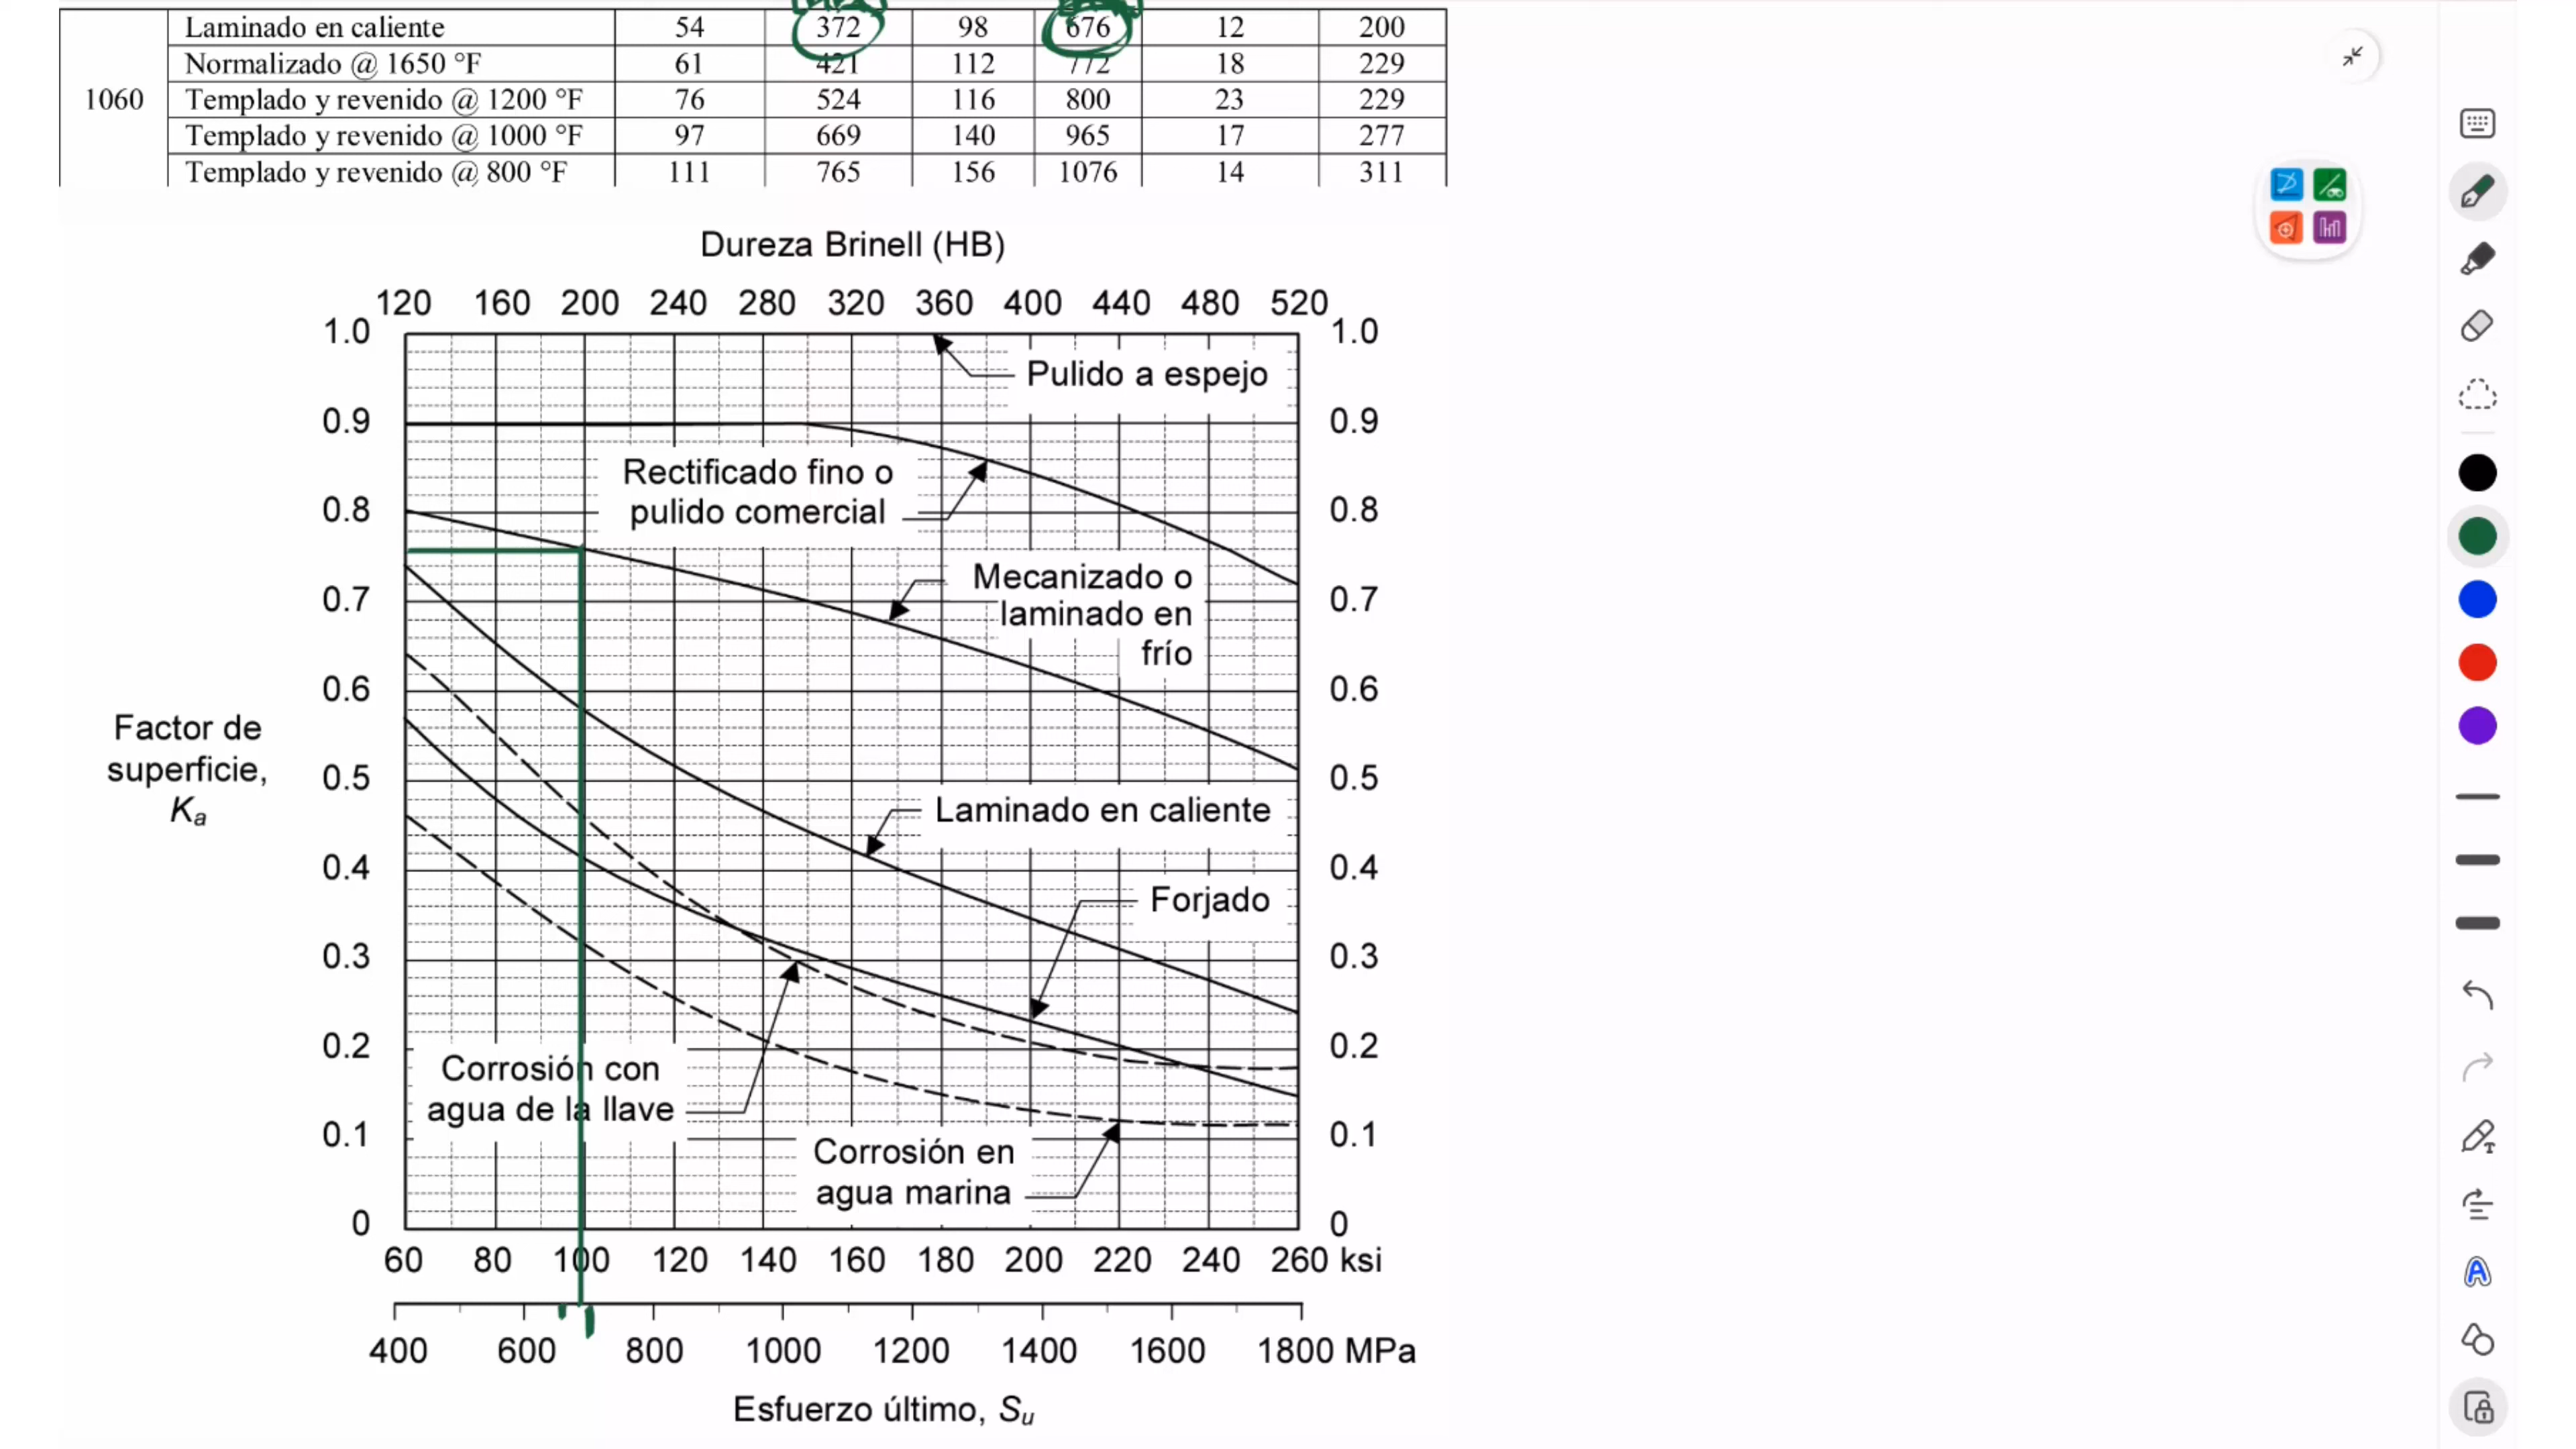 Laminado en caliente 54 372 98 676 12 200
Normalizado @ 1650 °F 61 421 112 772 18 229
1060 Templado y revenido @ 1200 °F 76 524 116 800 23 229
Templado y revenido @ 1000 °F 97 669 140 965 17 277
Templado y revenido @ 800 °F 111 765 156 1076 14 311
Dureza Brinell (HB)
120 160 200 240 280 320 360 400 440 480 520
1.0 1.0
Pulido a espejo
0.9 0.9
Rectificado fino o
pulido comercial
0.8 0.8
Mecanizado o
laminado en
frío
0.7 0.7
0.6 0.6
Factor de
superficie,
Ka
0.5 0.5
Laminado en caliente
0.4 0.4
Forjado
0.3 0.3
0.2 0.2
Corrosión con
agua de la llave
0.1 0.1
Corrosión en
agua marina
0 0
60 80 100 120 140 160 180 200 220 240 260 ksi
400 600 800 1000 1200 1400 1600 1800 MPa
Esfuerzo último, Su